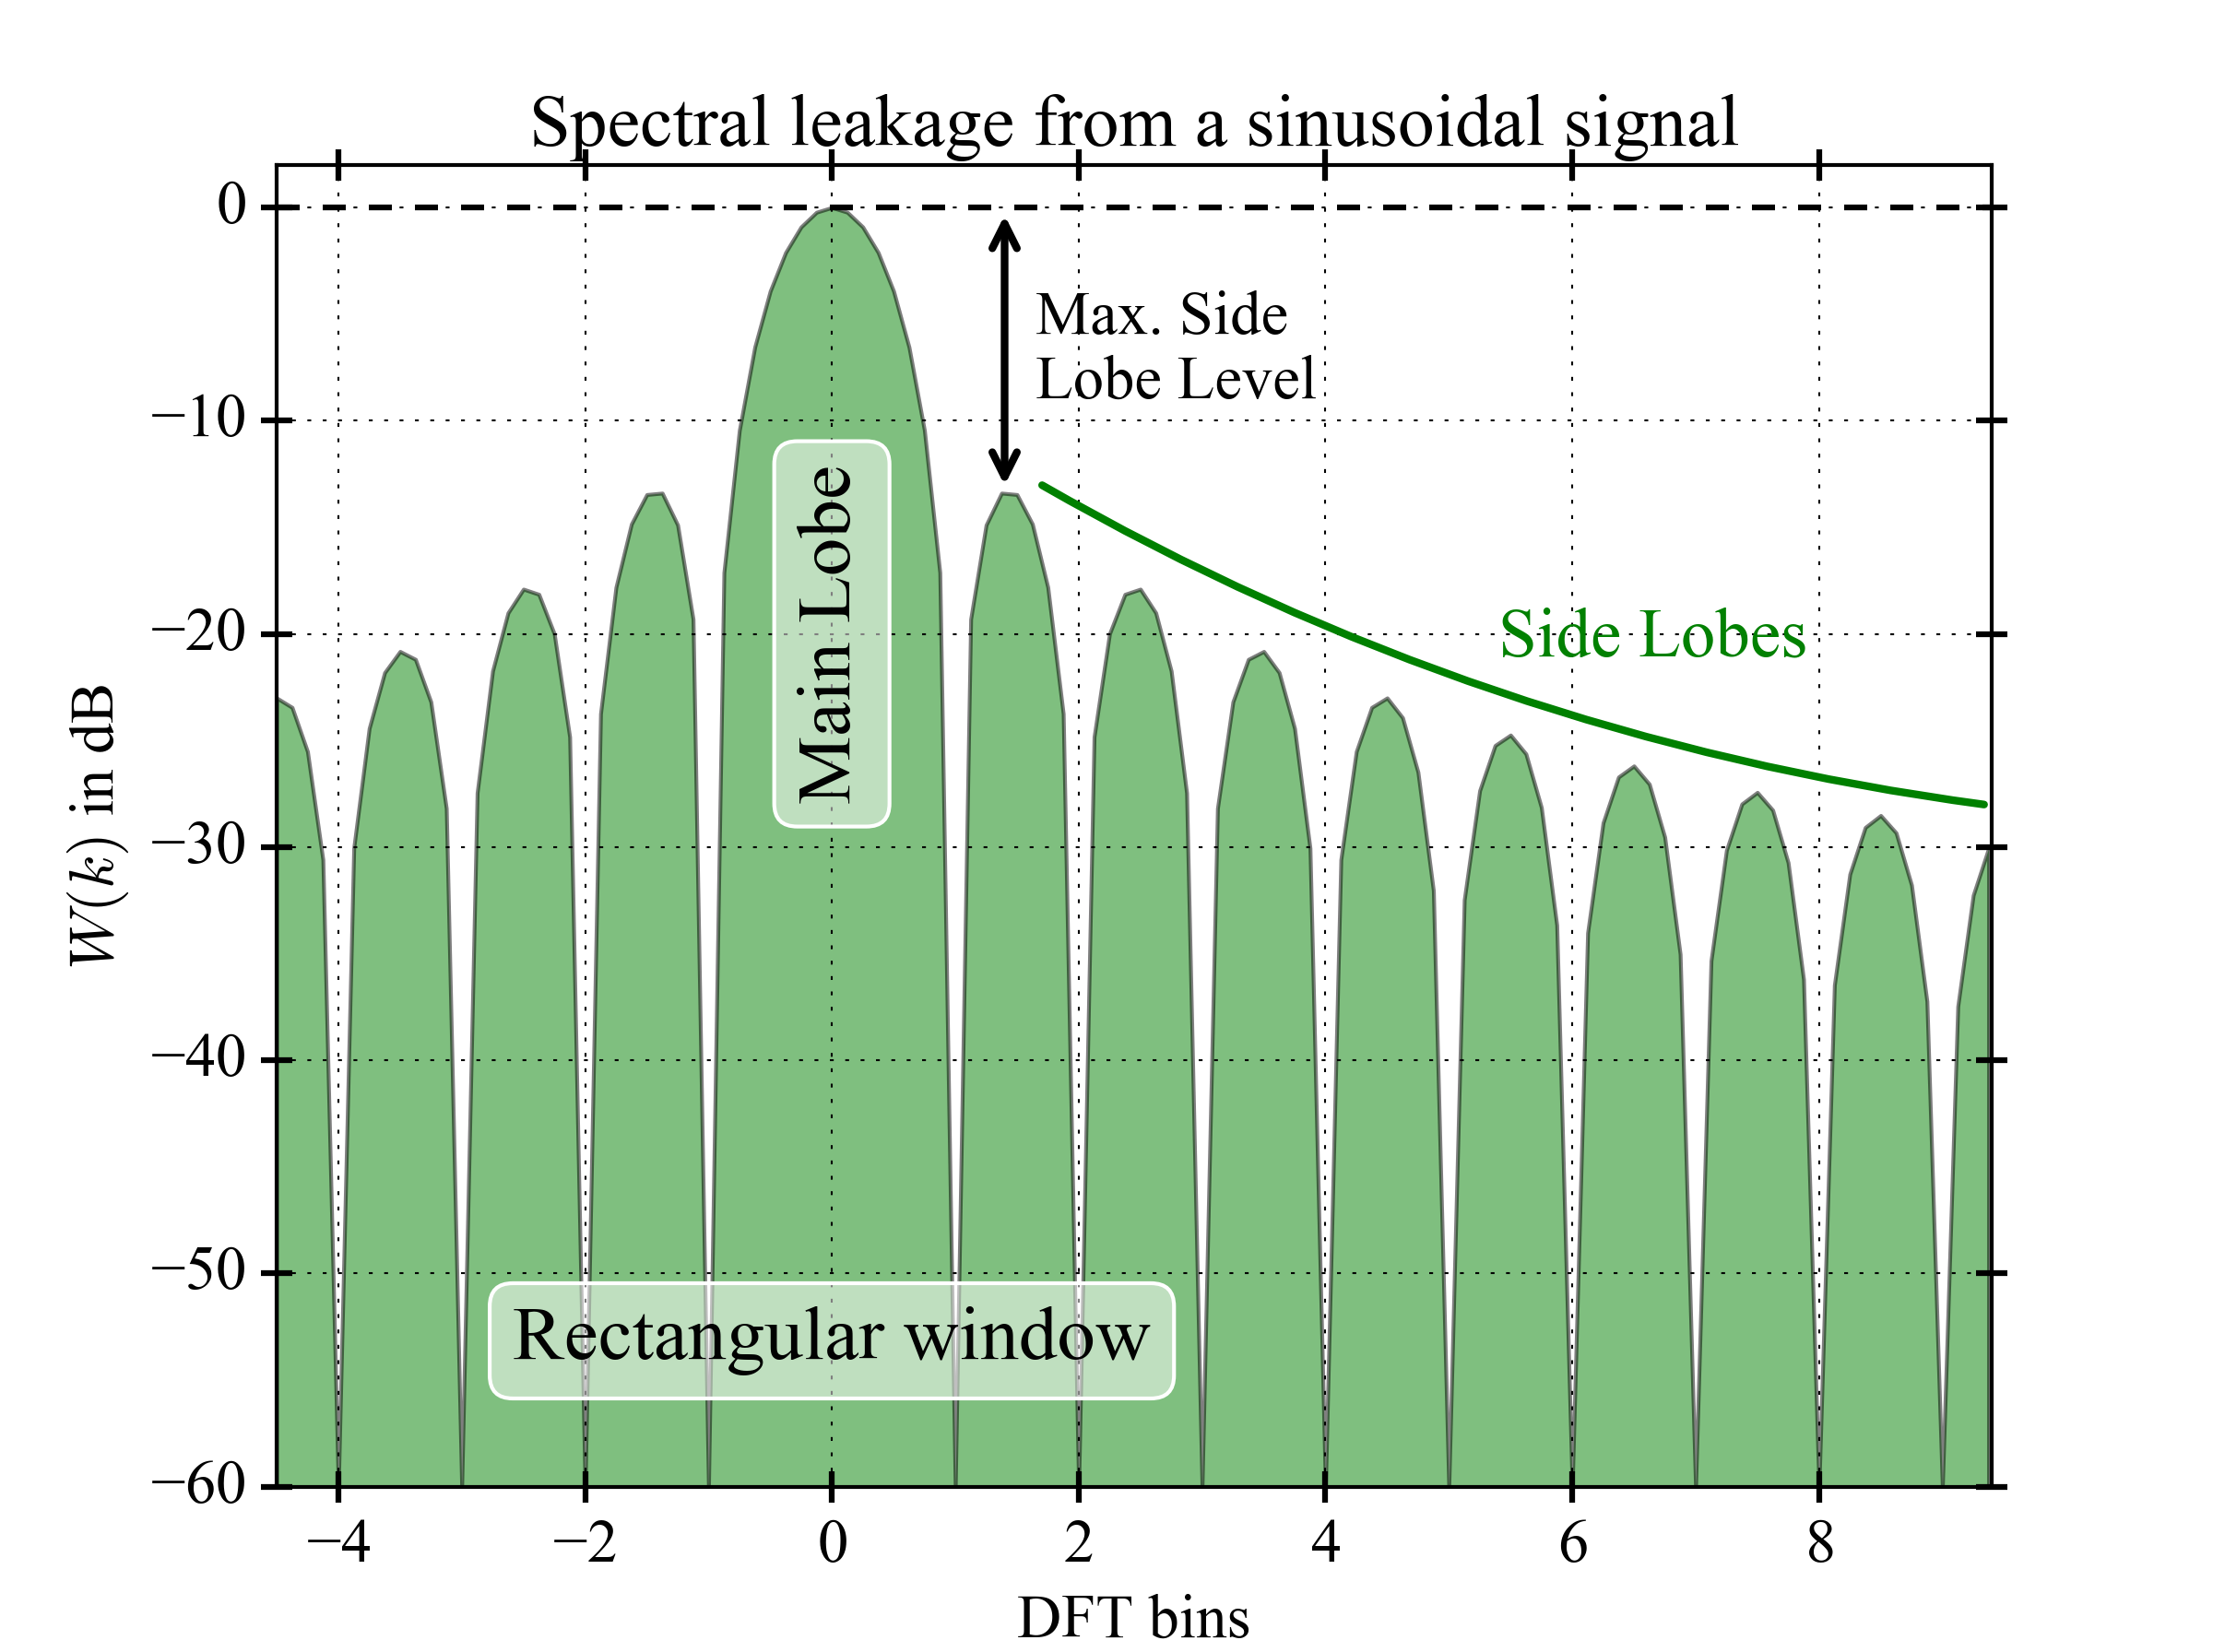 Spectral leakage from a sinusoidal signal
0
−10
−20
−30
−40
−50
−60
W(k) in dB
Max. Side
Lobe Level
Main Lobe
Side Lobes
Rectangular window
−4
−2
0
2
4
6
8
DFT bins